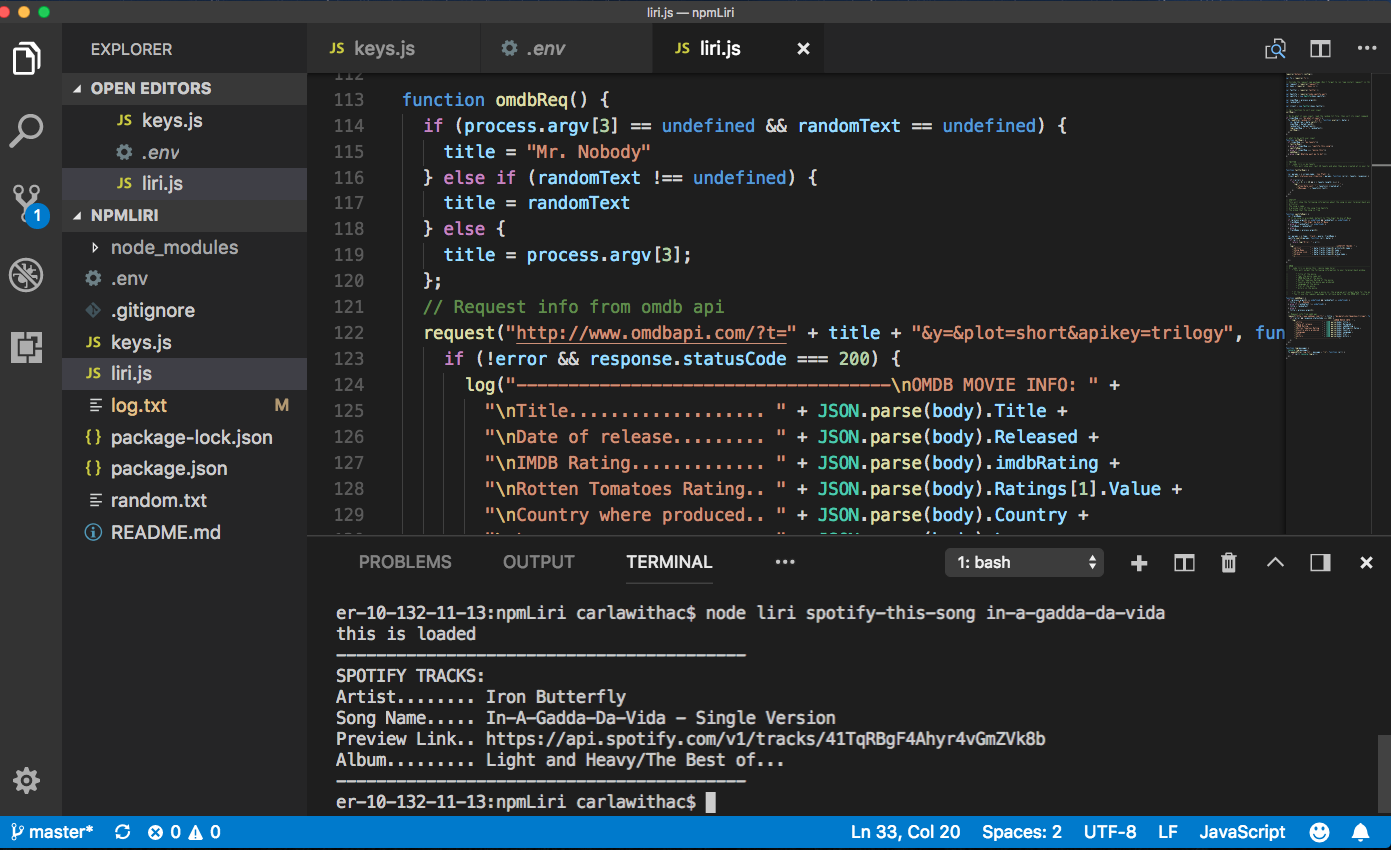 liri.js — npmLiri
EXPLORER
OPEN EDITORS
JS keys.js
.env
JS liri.js
1
NPMLIRI
node_modules
.env
.gitignore
JS keys.js
JS liri.js
log.txt M
{} package-lock.json
{} package.json
random.txt
README.md
JS keys.js .env JS liri.js ×
112
113 function omdbReq() {
114 if (process.argv[3] == undefined && randomText == undefined) {
115 title = "Mr. Nobody"
116 } else if (randomText !== undefined) {
117 title = randomText
118 } else {
119 title = process.argv[3];
120 };
121 // Request info from omdb api
122 request("http://www.omdbapi.com/?t=" + title + "&y=&plot=short&apikey=trilogy", fun
123 if (!error && response.statusCode === 200) {
124 log("------------------------------------\nOMDB MOVIE INFO: " +
125 "\nTitle................... " + JSON.parse(body).Title +
126 "\nDate of release......... " + JSON.parse(body).Released +
127 "\nIMDB Rating............. " + JSON.parse(body).imdbRating +
128 "\nRotten Tomatoes Rating.. " + JSON.parse(body).Ratings[1].Value +
129 "\nCountry where produced.. " + JSON.parse(body).Country +
PROBLEMS OUTPUT TERMINAL ••• 1: bash
er-10-132-11-13:npmLiri carlawithac$ node liri spotify-this-song in-a-gadda-da-vida
this is loaded
-----------------------------------------
SPOTIFY TRACKS:
Artist........ Iron Butterfly
Song Name..... In-A-Gadda-Da-Vida - Single Version
Preview Link.. https://api.spotify.com/v1/tracks/41TqRBgF4Ahyr4vGmZVk8b
Album......... Light and Heavy/The Best of...
-----------------------------------------
er-10-132-11-13:npmLiri carlawithac$
master* 0 0 Ln 33, Col 20 Spaces: 2 UTF-8 LF JavaScript